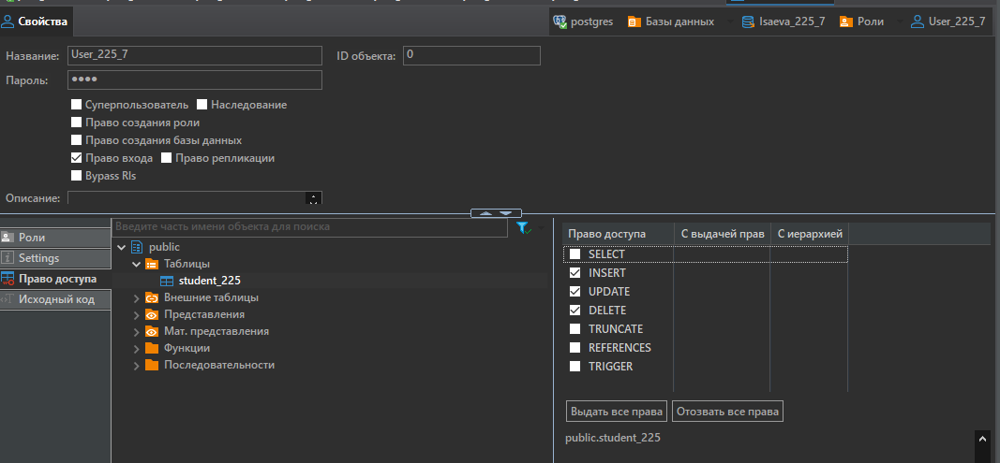 Свойства
postgres
Базы данных
Isaeva_225_7
Роли
User_225_7
Название:
User_225_7
ID объекта:
0
Пароль:
••••
Суперпользователь
Наследование
Право создания роли
Право создания базы данных
Право входа
Право репликации
Bypass Rls
Описание:
Роли
Settings
Право доступа
Исходный код
Введите часть имени объекта для поиска
public
Таблицы
student_225
Внешние таблицы
Представления
Мат. представления
Функции
Последовательности
Право доступа
С выдачей прав
С иерархией
SELECT
INSERT
UPDATE
DELETE
TRUNCATE
REFERENCES
TRIGGER
Выдать все права
Отозвать все права
public.student_225